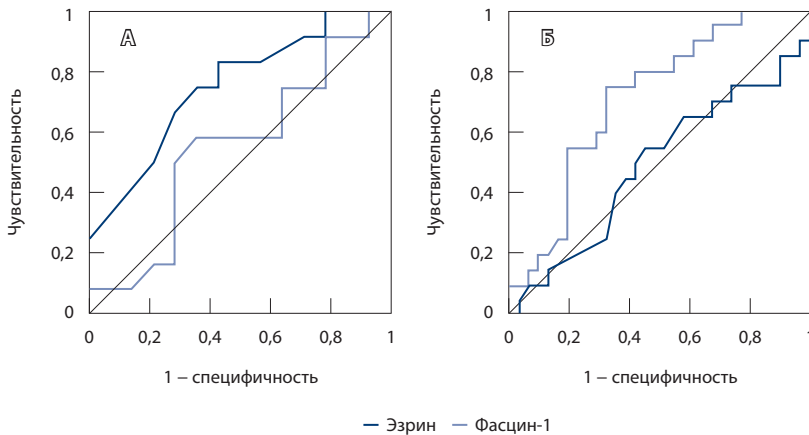 А
Чувствительность
1
0,8
0,6
0,4
0,2
0
0 0,2 0,4 0,6 0,8 1
1 – специфичность
Б
Чувствительность
1
0,8
0,6
0,4
0,2
0
0 0,2 0,4 0,6 0,8 1
1 – специфичность
Эзрин Фасцин-1